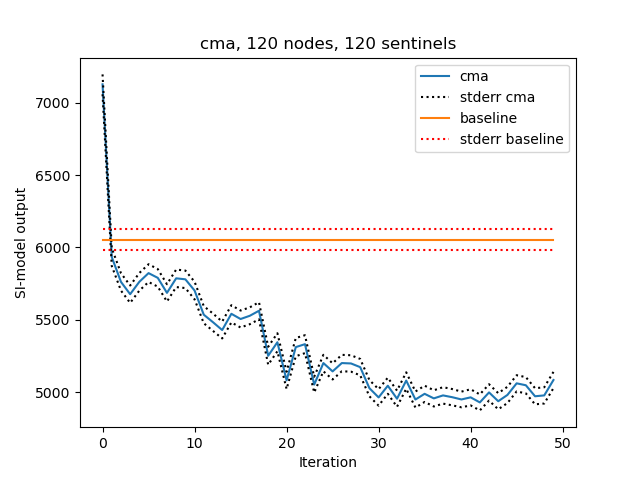 cma, 120 nodes, 120 sentinels
cma
stderr cma
baseline
stderr baseline
7000
6500
6000
5500
5000
SI-model output
0 10 20 30 40 50
Iteration